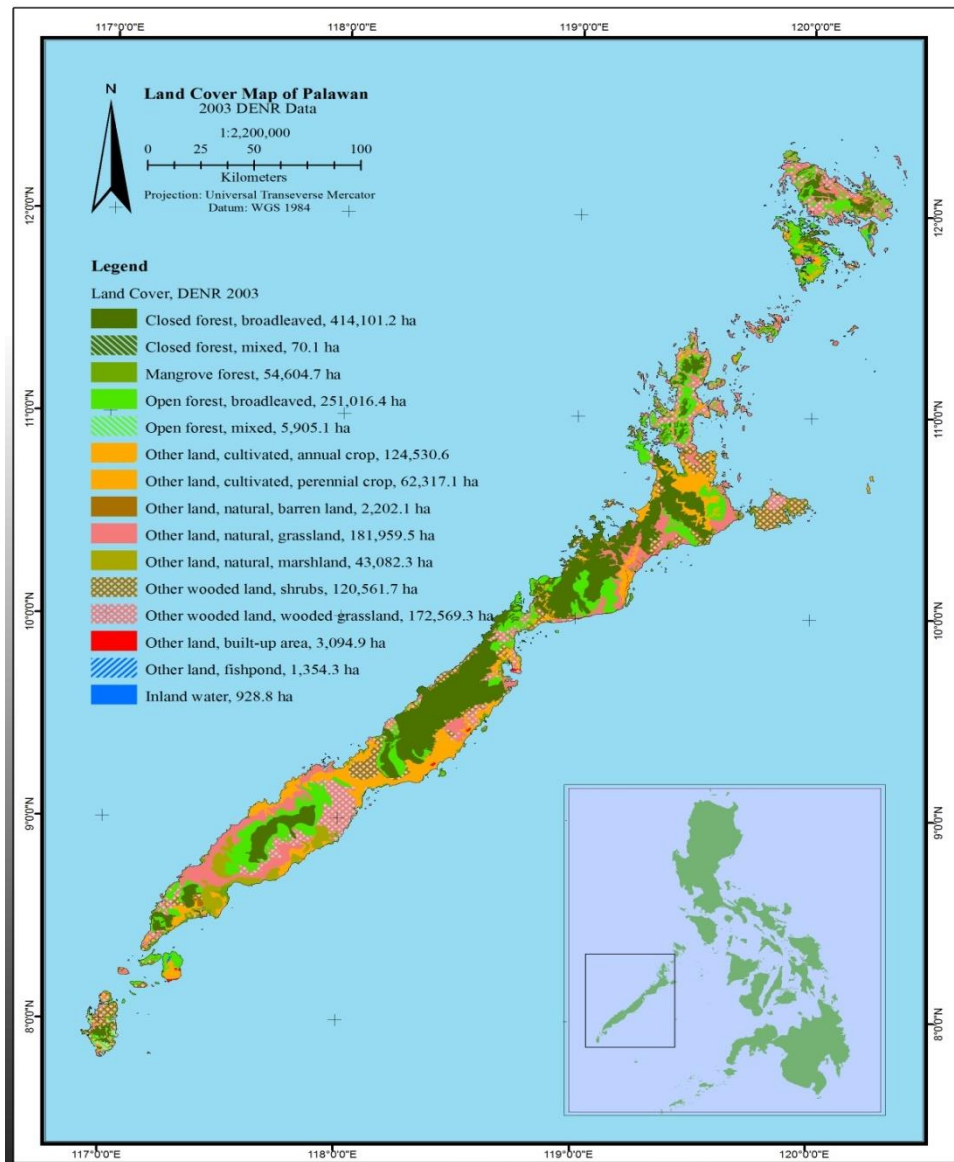 117°0'0"E 118°0'0"E 119°0'0"E 120°0'0"E
N
Land Cover Map of Palawan
2003 DENR Data
1:2,200,000
0 25 50 100
Kilometers
Projection: Universal Transeverse Mercator
Datum: WGS 1984
12°0'0"N 12°0'0"N
Legend
Land Cover, DENR 2003
Closed forest, broadleaved, 414,101.2 ha
Closed forest, mixed, 70.1 ha
Mangrove forest, 54,604.7 ha
Open forest, broadleaved, 251,016.4 ha
11°0'0"N 11°0'0"N
Open forest, mixed, 5,905.1 ha
Other land, cultivated, annual crop, 124,530.6
Other land, cultivated, perennial crop, 62,317.1 ha
Other land, natural, barren land, 2,202.1 ha
Other land, natural, grassland, 181,959.5 ha
Other land, natural, marshland, 43,082.3 ha
Other wooded land, shrubs, 120,561.7 ha
Other wooded land, wooded grassland, 172,569.3 ha
10°0'0"N 10°0'0"N
Other land, built-up area, 3,094.9 ha
Other land, fishpond, 1,354.3 ha
Inland water, 928.8 ha
9°0'0"N 9°0'0"N
8°0'0"N 8°0'0"N
117°0'0"E 118°0'0"E 119°0'0"E 120°0'0"E